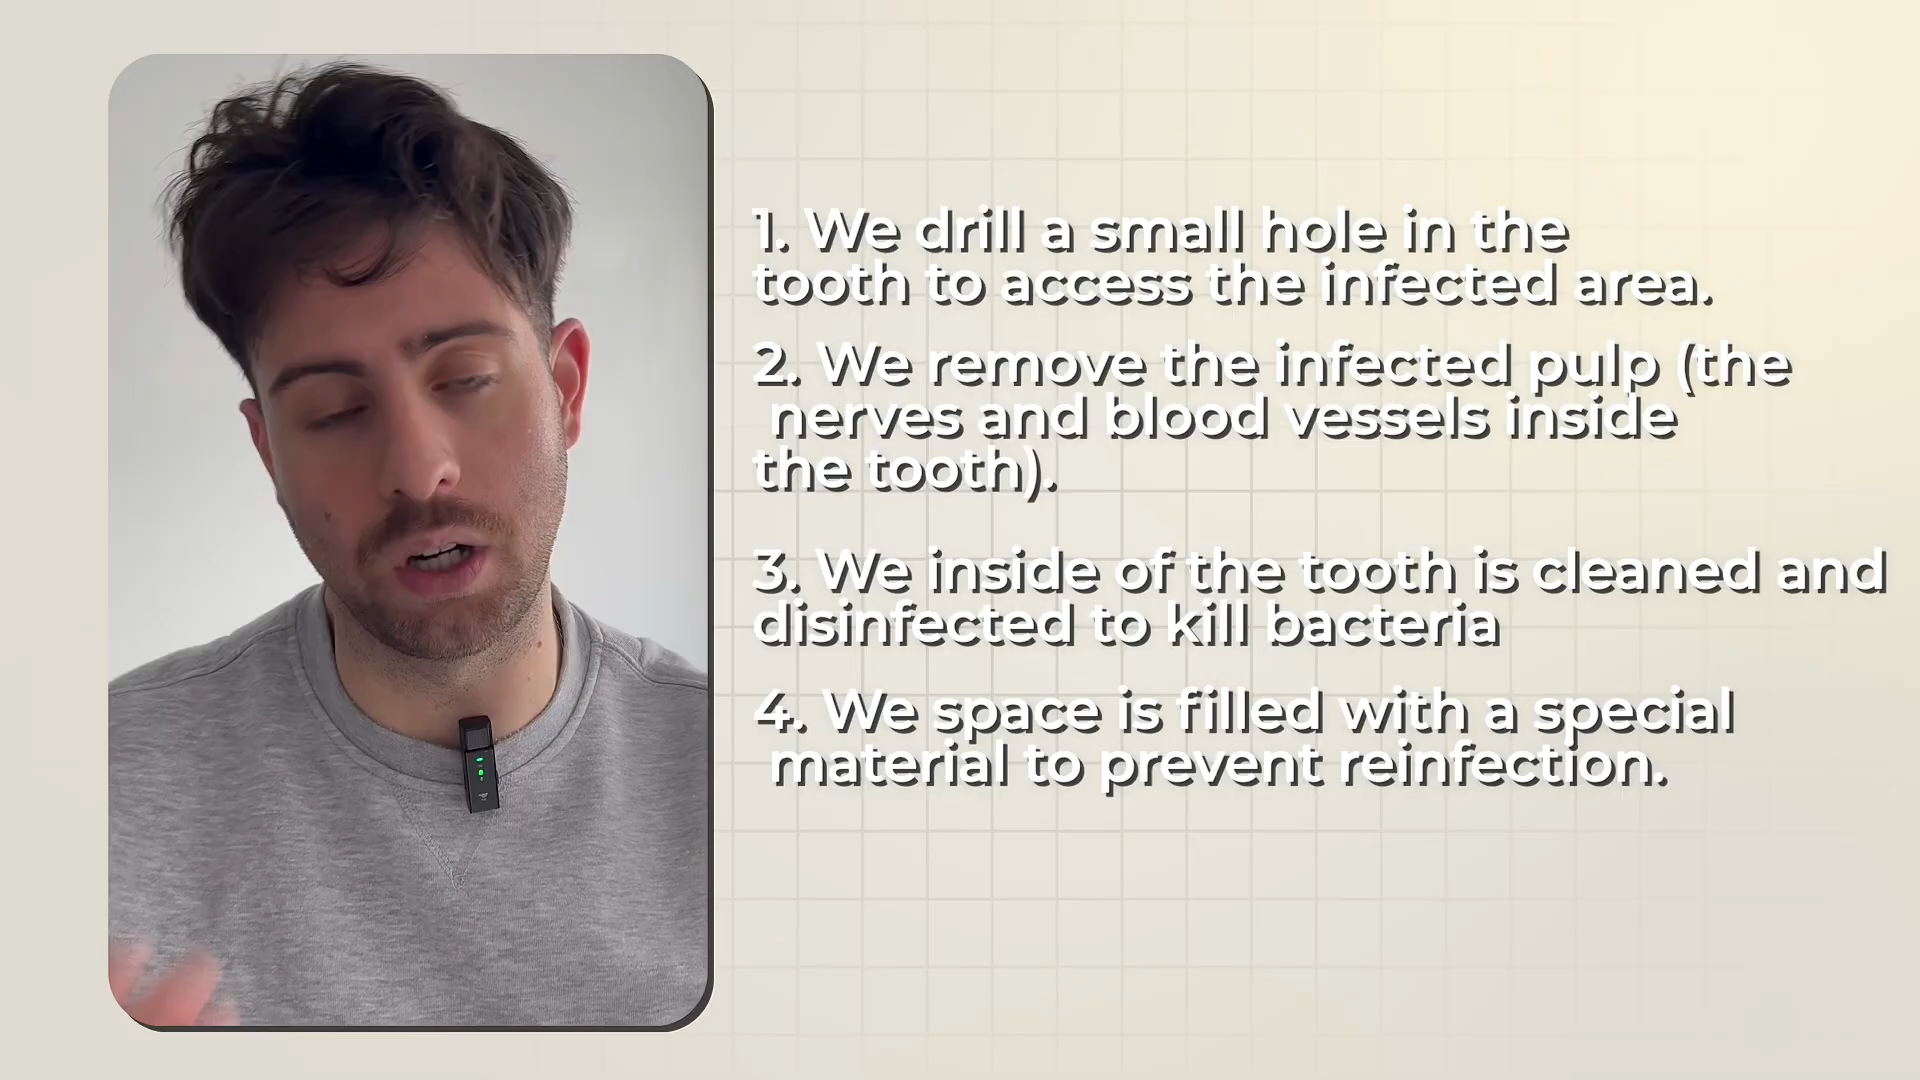 1. We drill a small hole in the
tooth to access the infected area.
2. We remove the infected pulp (the
nerves and blood vessels inside
the tooth).
3. We inside of the tooth is cleaned and
disinfected to kill bacteria
4. We space is filled with a special
material to prevent reinfection.